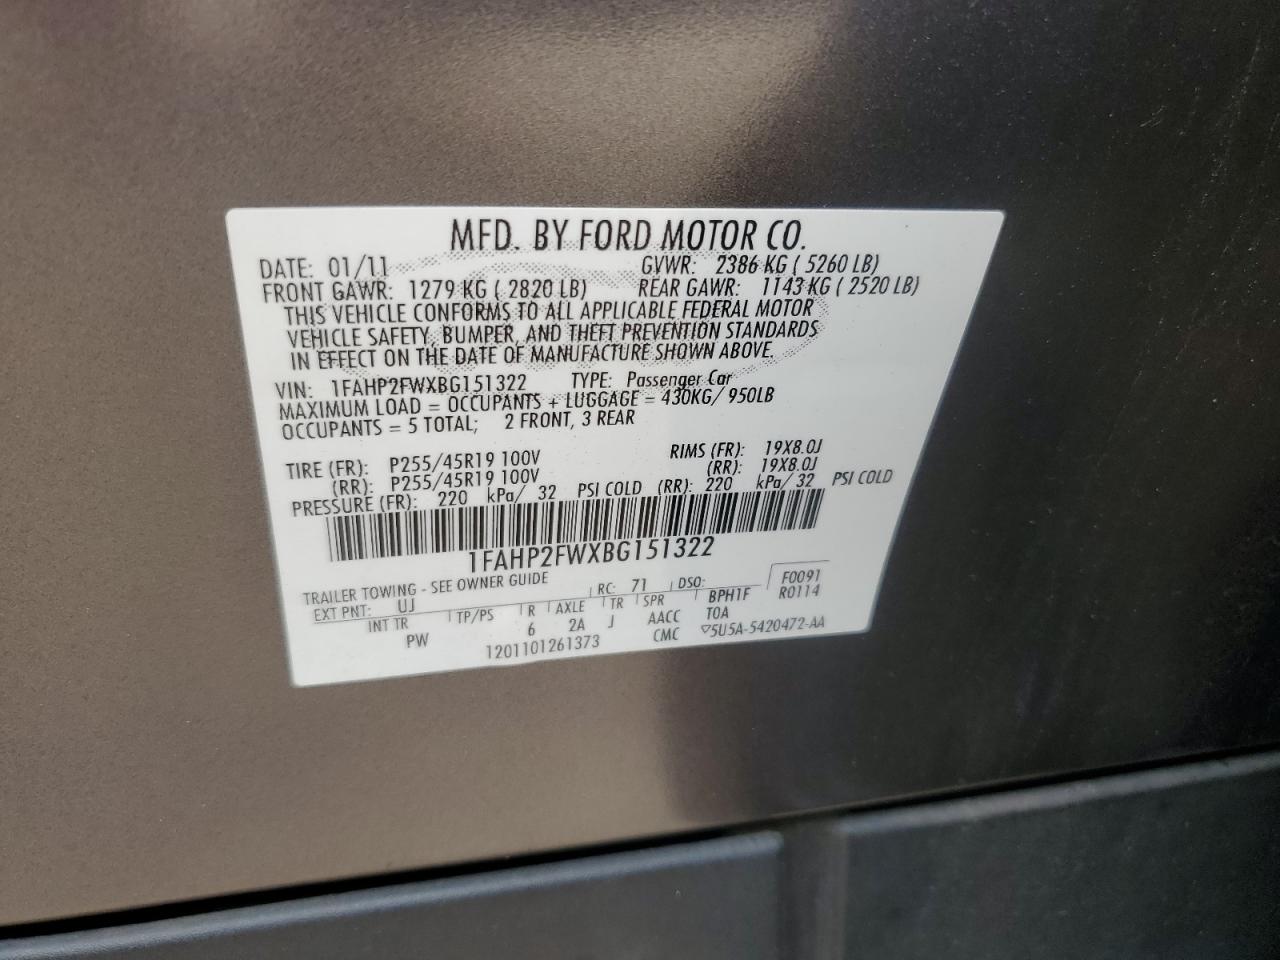 MFD. BY FORD MOTOR CO.
DATE: 01/11 GVWR: 2386 KG ( 5260 LB)
FRONT GAWR: 1279 KG ( 2820 LB) REAR GAWR: 1143 KG ( 2520 LB)
THIS VEHICLE CONFORMS TO ALL APPLICABLE FEDERAL MOTOR
VEHICLE SAFETY, BUMPER, AND THEFT PREVENTION STANDARDS
IN EFFECT ON THE DATE OF MANUFACTURE SHOWN ABOVE.
VIN: 1FAHP2FWXBG151322 TYPE: Passenger Car
MAXIMUM LOAD = OCCUPANTS + LUGGAGE = 430KG/ 950LB
OCCUPANTS = 5 TOTAL; 2 FRONT, 3 REAR
TIRE (FR): P255/45R19 100V RIMS (FR): 19X8.0J
(RR): P255/45R19 100V (RR): 19X8.0J
PRESSURE (FR): 220 kPa/ 32 PSI COLD (RR): 220 kPa/ 32 PSI COLD
1FAHP2FWXBG151322
TRAILER TOWING - SEE OWNER GUIDE
EXT PNT: UJ RC: 71 DSO: F0091
INT TR TP/PS R AXLE TR SPR BPH1F R0114
PW 6 2A J AACC TOA
1201101261373 CMC ▽5U5A-5420472-AA